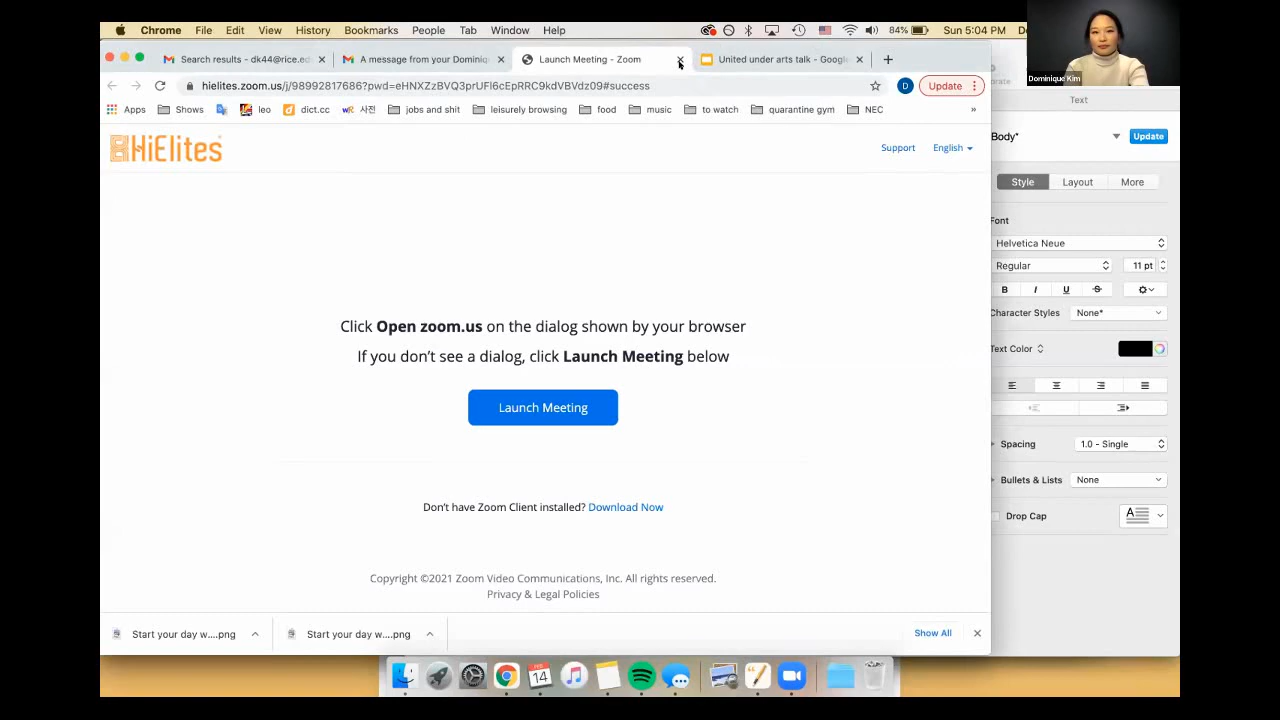 Chrome File Edit View History Bookmarks People Tab Window Help 84% Sun 5:04 PM
Search results - dk44@rice.ed
A message from your Dominiq
Launch Meeting - Zoom
United under arts talk - Google
hielites.zoom.us/j/
#success
D
Update
Apps Shows leo dict.cc 사전 jobs and shit leisurely browsing food music to watch quarantine gym NEC »
HiElites
Support English
Click Open zoom.us on the dialog shown by your browser
If you don't see a dialog, click Launch Meeting below
Launch Meeting
Don't have Zoom Client installed? Download Now
Copyright ©2021 Zoom Video Communications, Inc. All rights reserved.
Privacy & Legal Policies
Start your day w....png
Start your day w....png
Show All
FEB
14
Dominique Kim
Text
Body*
Update
Style Layout More
Font
Helvetica Neue
Regular 11 pt
B I U S
Character Styles None*
Text Color
Spacing 1.0 - Single
Bullets & Lists None
Drop Cap A